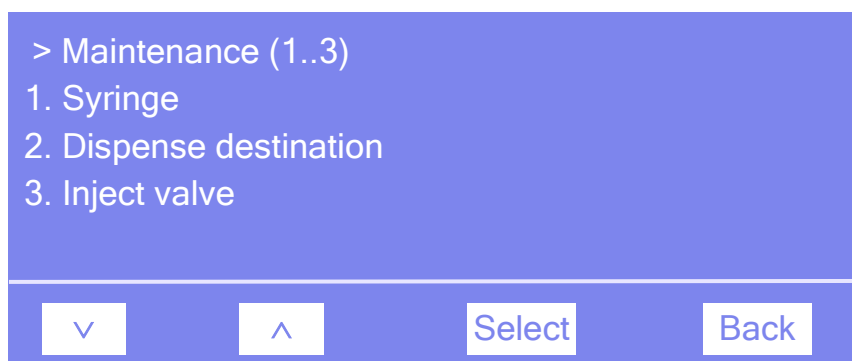 > Maintenance (1..3)
1. Syringe
2. Dispense destination
3. Inject valve
∨ ∧ Select Back